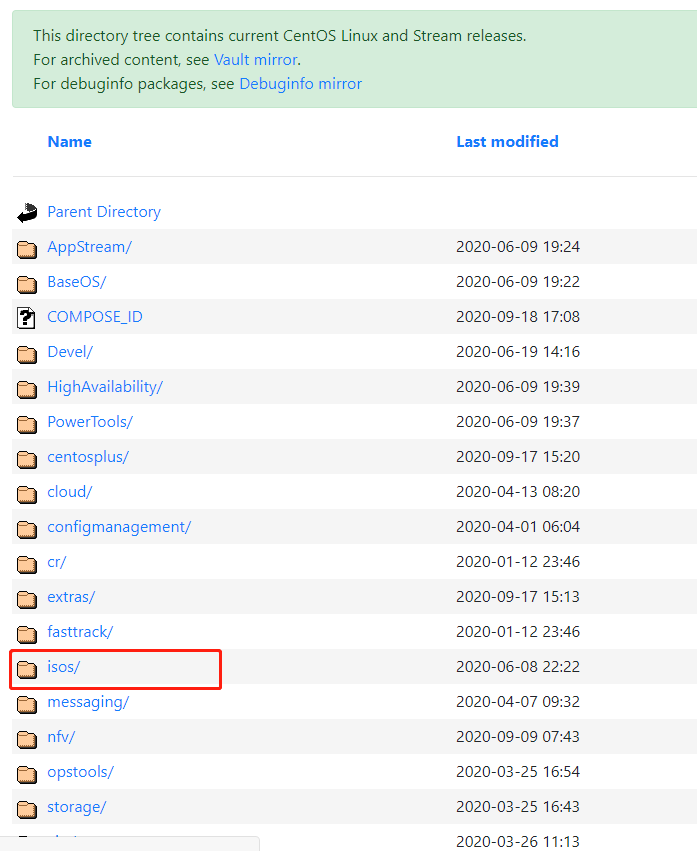 This directory tree contains current CentOS Linux and Stream releases.
For archived content, see Vault mirror.
For debuginfo packages, see Debuginfo mirror
Name Last modified
Parent Directory
AppStream/ 2020-06-09 19:24
BaseOS/ 2020-06-09 19:22
COMPOSE_ID 2020-09-18 17:08
Devel/ 2020-06-19 14:16
HighAvailability/ 2020-06-09 19:39
PowerTools/ 2020-06-09 19:37
centosplus/ 2020-09-17 15:20
cloud/ 2020-04-13 08:20
configmanagement/ 2020-04-01 06:04
cr/ 2020-01-12 23:46
extras/ 2020-09-17 15:13
fasttrack/ 2020-01-12 23:46
isos/ 2020-06-08 22:22
messaging/ 2020-04-07 09:32
nfv/ 2020-09-09 07:43
opstools/ 2020-03-25 16:54
storage/ 2020-03-25 16:43
2020-03-26 11:13